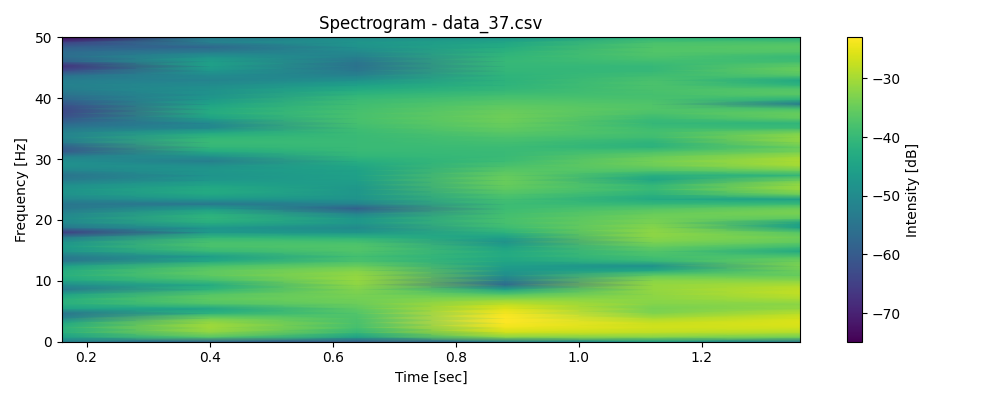 Spectrogram - data_37.csv
Frequency [Hz]
50
40
30
20
10
0
0.2 0.4 0.6 0.8 1.0 1.2
Time [sec]
−30
−40
−50
−60
−70
Intensity [dB]